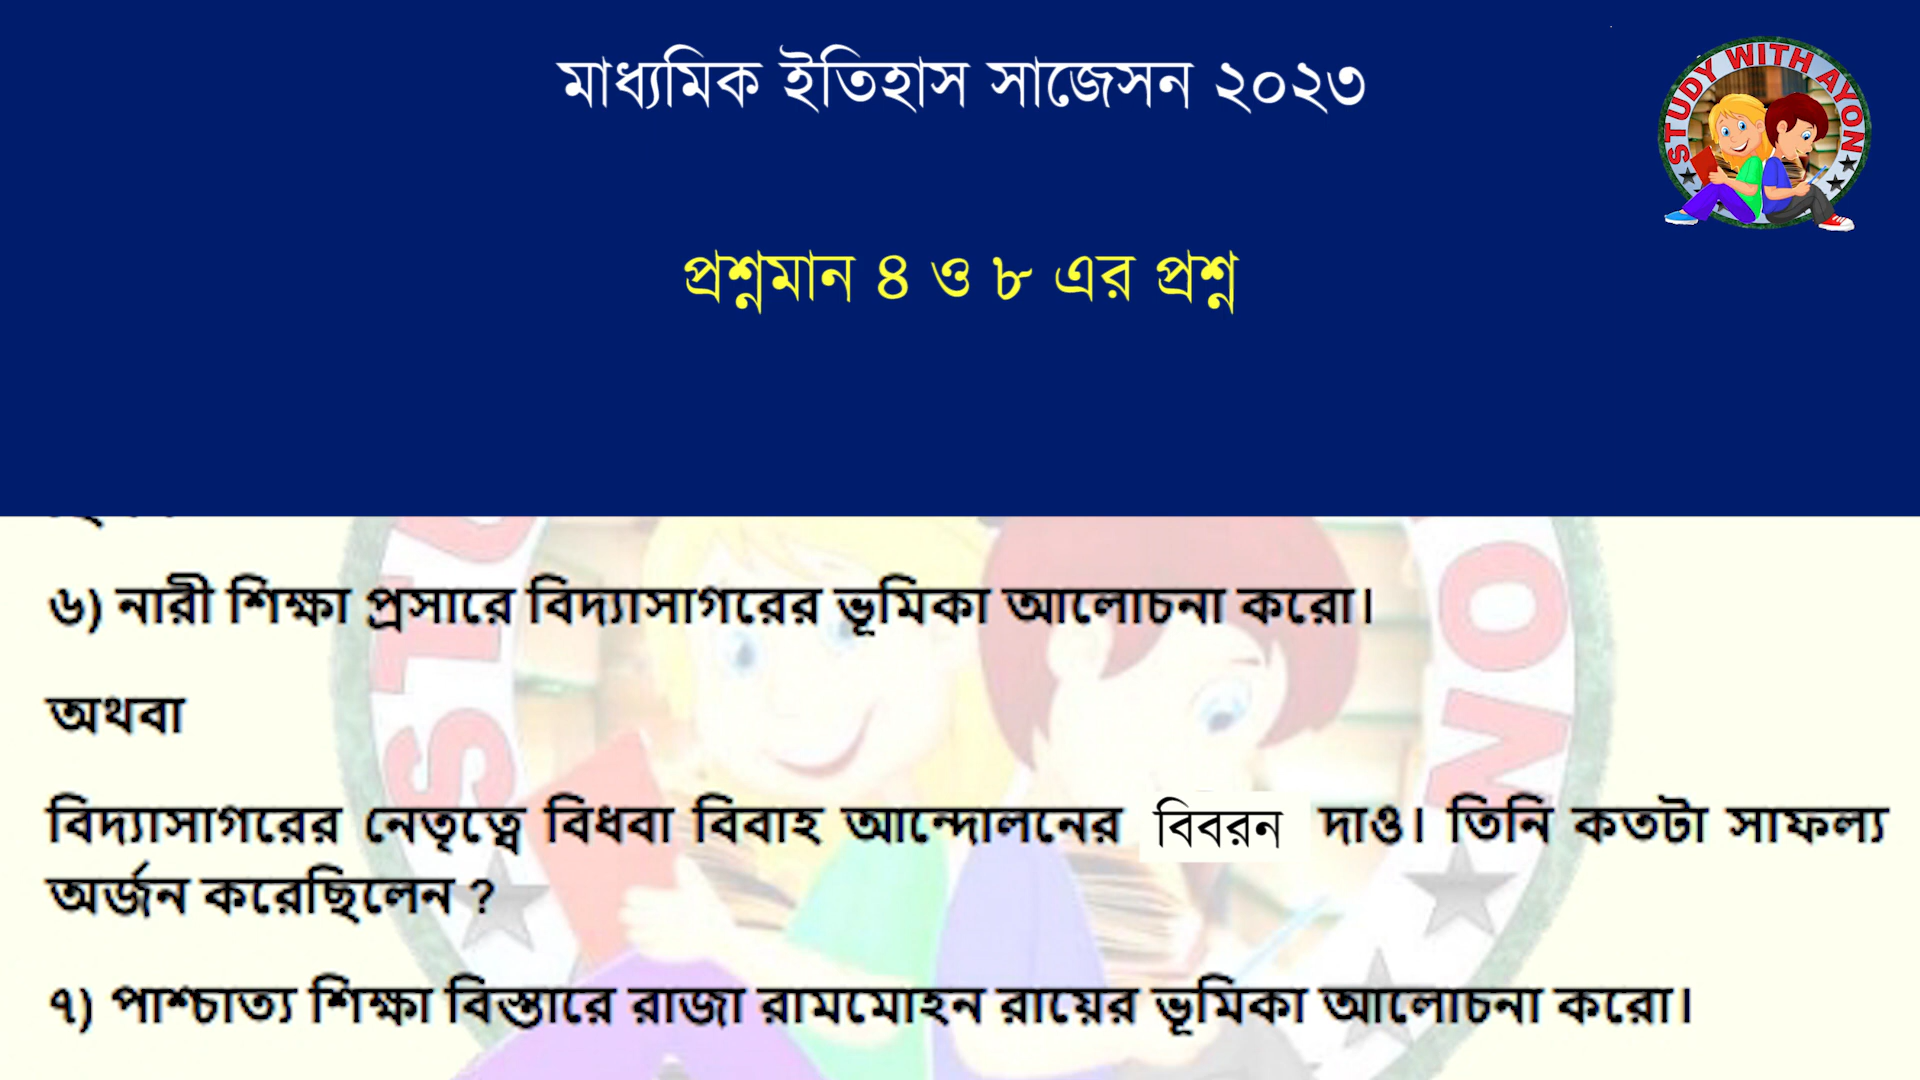 মাধ্যমিক ইতিহাস সাজেসন ২০২৩
STUDY WITH AYON
প্রশ্নমান ৪ ও ৮ এর প্রশ্ন
৬) নারী শিক্ষা প্রসারে বিদ্যাসাগরের ভূমিকা আলোচনা করো।
অথবা
বিদ্যাসাগরের নেতৃত্বে বিধবা বিবাহ আন্দোলনের বিবরন দাও। তিনি কতটা সাফল্য
অর্জন করেছিলেন ?
৭) পাশ্চাত্য শিক্ষা বিস্তারে রাজা রামমোহন রায়ের ভূমিকা আলোচনা করো।